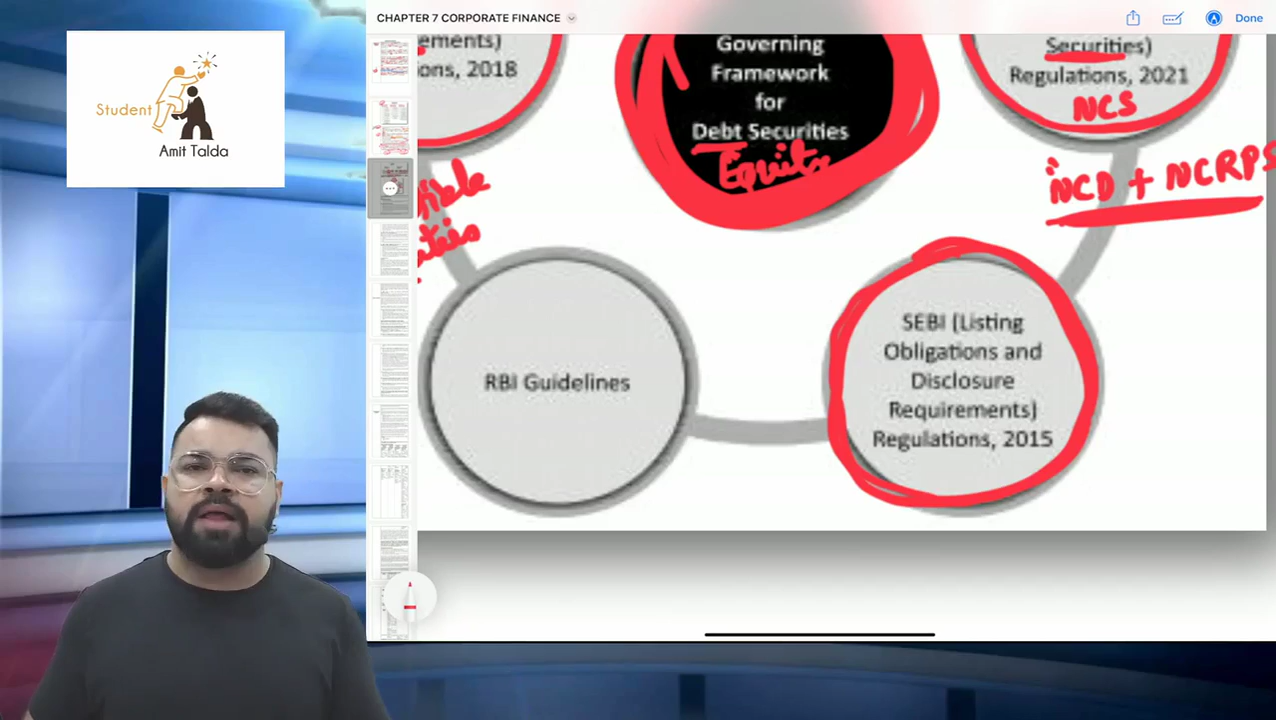 CHAPTER 7 CORPORATE FINANCE
Done
Student
Amit Talda
ements)
ons, 2018
Governing
Framework
for
Debt Securities
Equity
Securities)
Regulations, 2021
NCS
NCD + NCRPS
RBI Guidelines
SEBI (Listing
Obligations and
Disclosure
Requirements)
Regulations, 2015